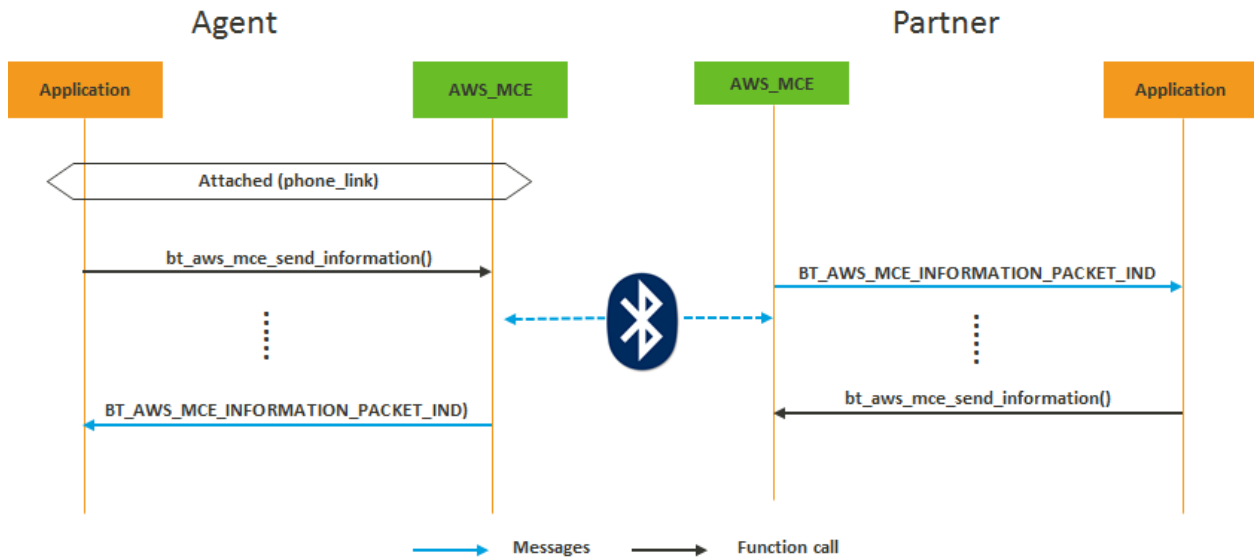 Agent
Partner
Application
AWS_MCE
AWS_MCE
Application
Attached (phone_link)
bt_aws_mce_send_information()
BT_AWS_MCE_INFORMATION_PACKET_IND
BT_AWS_MCE_INFORMATION_PACKET_IND)
bt_aws_mce_send_information()
Messages
Function call